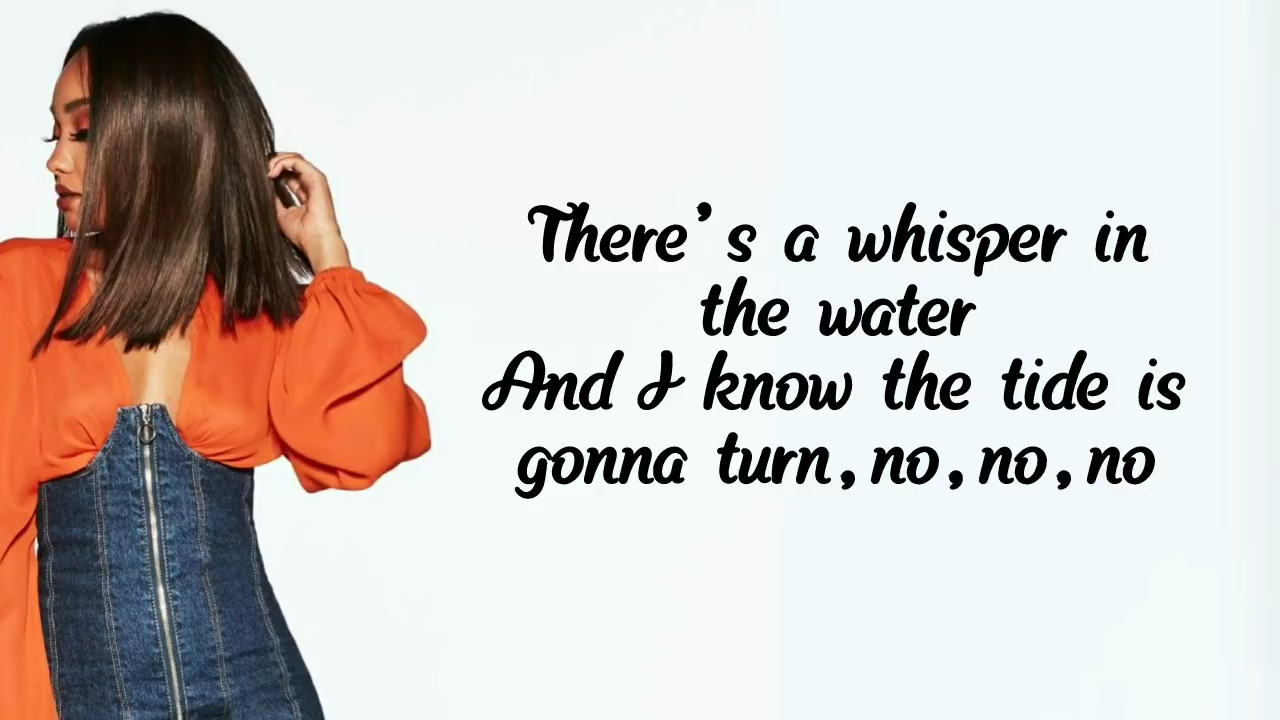 There's a whisper in
the water
And I know the tide is
gonna turn, no, no, no